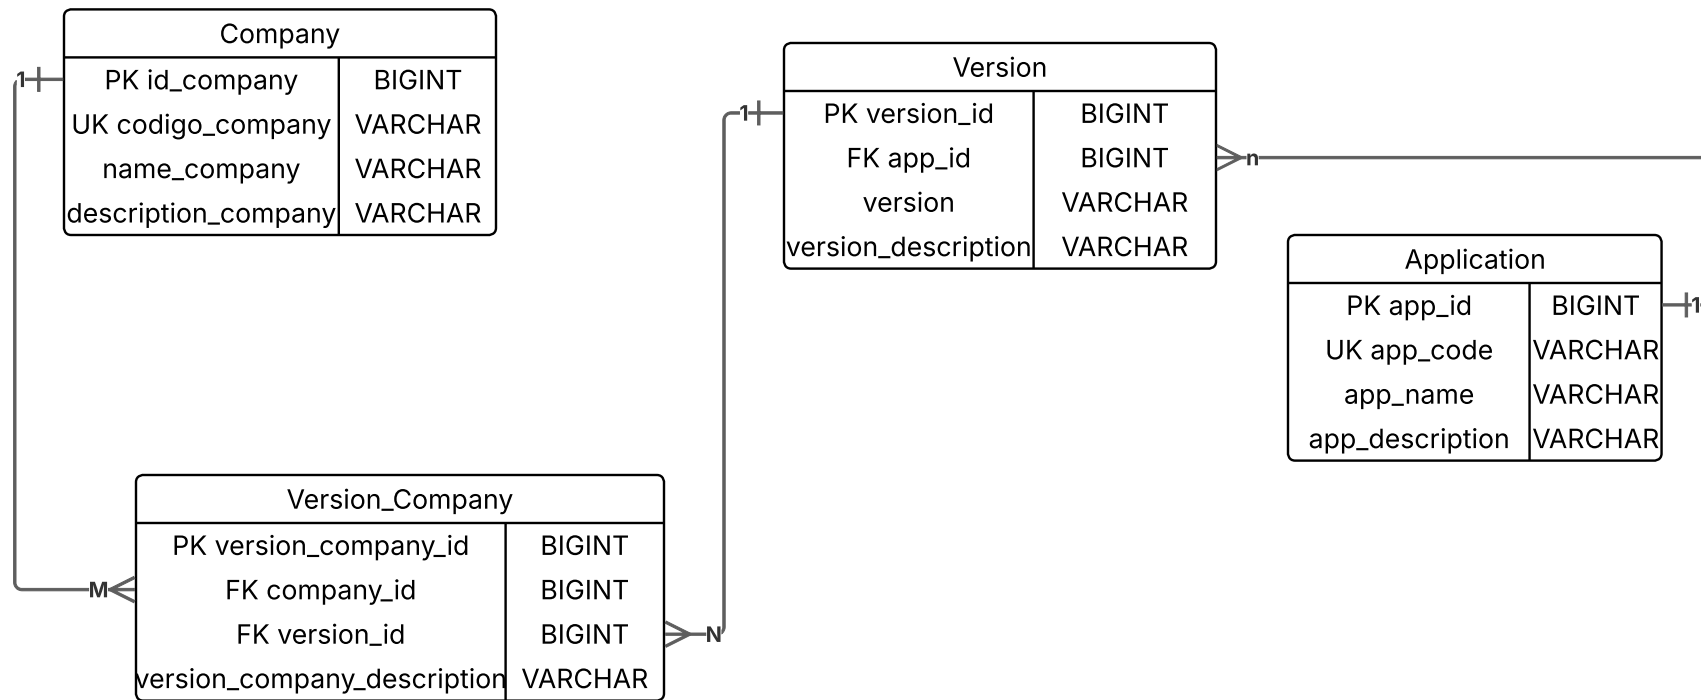 Company
1
PK id_company BIGINT
UK codigo_company VARCHAR
name_company VARCHAR
description_company VARCHAR
Version
1
PK version_id BIGINT
FK app_id BIGINT
n
version VARCHAR
version_description VARCHAR
Application
PK app_id BIGINT
1
UK app_code VARCHAR
app_name VARCHAR
app_description VARCHAR
Version_Company
PK version_company_id BIGINT
M
FK company_id BIGINT
FK version_id BIGINT
N
version_company_description VARCHAR